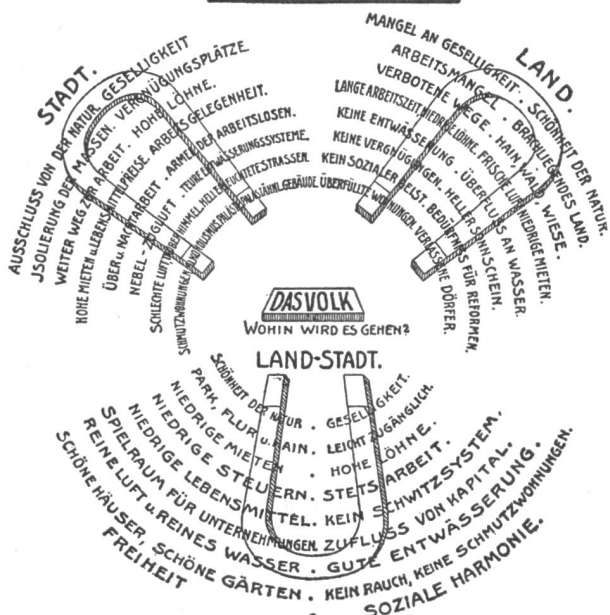 STADT.
AUSSCHLUSS VON DER NATUR. GESELLIGKEIT
JSOLIERUNG DER MASSEN. VERGNÜGUNGSPLÄTZE.
WEITER WEG ZUR ARBEIT. HOHE LÖHNE.
HOHE MIETEN u. LEBENSMITTELPREISE. ARBEITSGELEGENHEIT.
ÜBER u. NACHTARBEIT. ARMEE DER ARBEITSLOSEN.
NEBEL - ZUGLUFT. TEURE ENTWÄSSERUNGSSYSTEME.
SCHLECHTE LUFT. TRÜBER HIMMEL. HELL ERLEUCHTETE STRASSEN.
SCHMUTZWOHNUNGEN GEBÄUDE.
LAND.
MANGEL AN GESELLIGKEIT. SCHÖNHEIT DER NATUR.
ARBEITSMANGEL. BRACHLIEGENDES LAND.
VERBOTENE WEGE. HAIN, WALD, WIESE.
LANGE ARBEITSZEIT, NIEDRIGE LÖHNE. FRISCHE LUFT, NIEDRIGE MIETEN.
KEINE ENTWÄSSERUNG. ÜBERFLUSS AN WASSER.
KEINE VERGNÜGUNGEN. HELLER SONNSCHEIN.
KEIN SOZIALER GEIST. BEDÜRFNISS FÜR REFORMEN.
ÜBERFÜLLTE WOHNUNGEN, VERLASSENE DÖRFER.
DAS VOLK
WOHIN WIRD ES GEHEN?
LAND-STADT.
SCHÖNHEIT DER NATUR. GESELLIGKEIT.
PARK, FLUR u. HAIN. LEICHT ZUGÄNGLICH.
NIEDRIGE MIETEN. HOHE LÖHNE.
NIEDRIGE STEUERN. STETS ARBEIT.
NIEDRIGE LEBENSMITTEL. KEIN SCHWITZSYSTEM.
SPIELRAUM FÜR UNTERNEHMUNGEN. ZUFLUSS VON KAPITAL.
REINE LUFT u. REINES WASSER. GUTE ENTWÄSSERUNG.
SCHÖNE HÄUSER, SCHÖNE GÄRTEN. KEIN RAUCH, KEINE SCHMUTZWOHNUNGEN.
FREIHEIT SOZIALE HARMONIE.